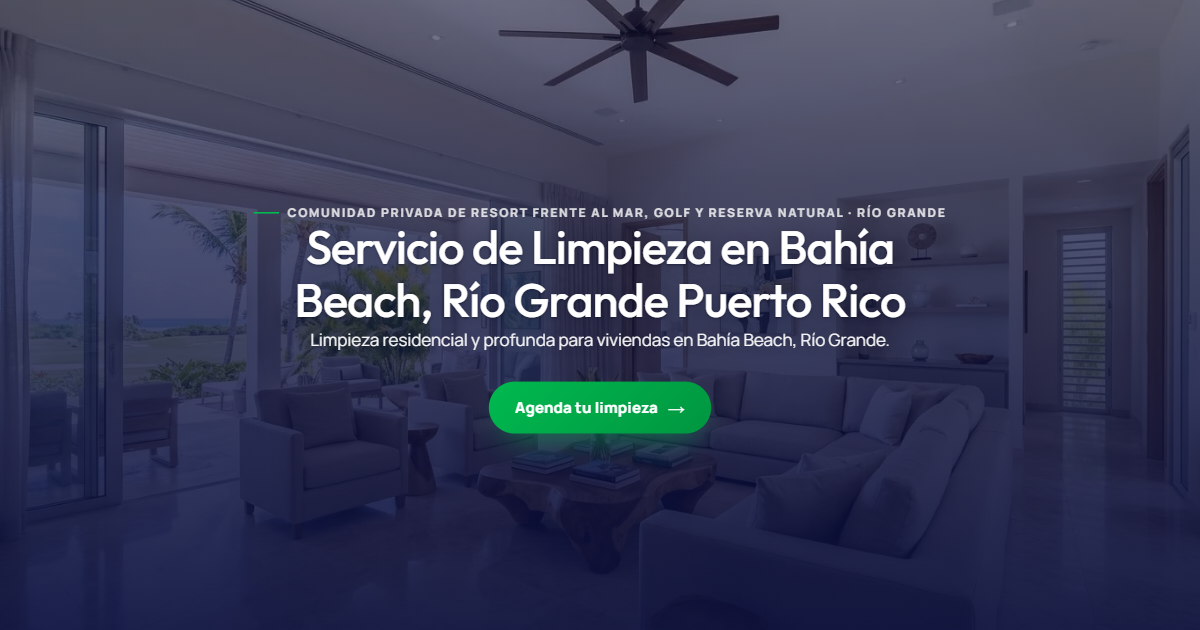 COMUNIDAD PRIVADA DE RESORT FRENTE AL MAR, GOLF Y RESERVA NATURAL · RÍO GRANDE
Servicio de Limpieza en Bahía
Beach, Río Grande Puerto Rico
Limpieza residencial y profunda para viviendas en Bahía Beach, Río Grande.
Agenda tu limpieza →